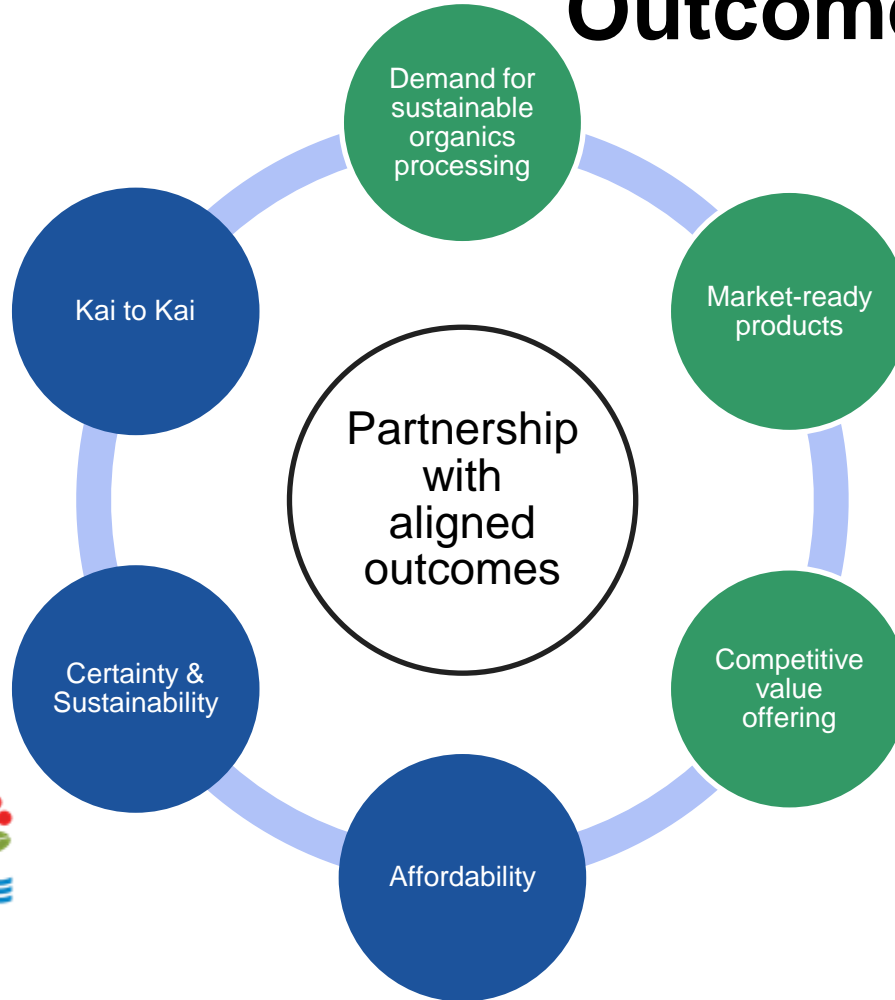 Outcome
Demand for
sustainable
organics
processing
Kai to Kai
Market-ready
products
Partnership
with
aligned
outcomes
Certainty &
Sustainability
Competitive
value
offering
Affordability